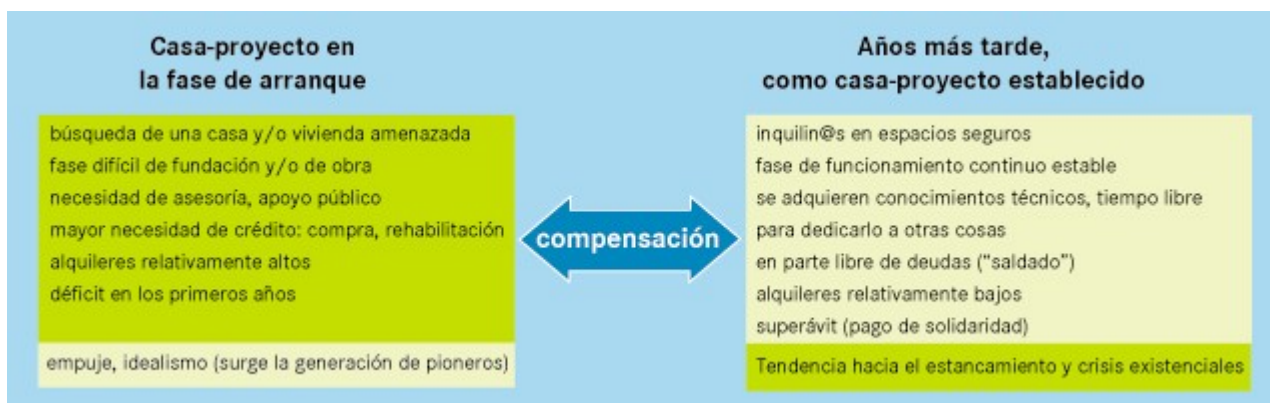 Casa-proyecto en
la fase de arranque
búsqueda de una casa y/o vivienda amenazada
fase difícil de fundación y/o de obra
necesidad de asesoría, apoyo público
mayor necesidad de crédito: compra, rehabilitación
alquileres relativamente altos
déficit en los primeros años
empuje, idealismo (surge la generación de pioneros)
compensación
Años más tarde,
como casa-proyecto establecido
inquilin@s en espacios seguros
fase de funcionamiento continuo estable
se adquieren conocimientos técnicos, tiempo libre
para dedicarlo a otras cosas
en parte libre de deudas ("saldado")
alquileres relativamente bajos
superávit (pago de solidaridad)
Tendencia hacia el estancamiento y crisis existenciales